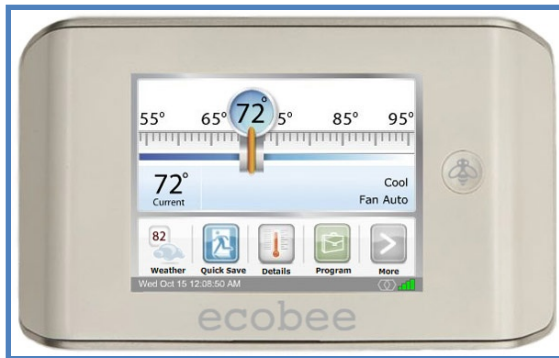 55° 65° 72° 5° 85° 95°
72° Cool
Current Fan Auto
82
Weather Quick Save Details Program More
Wed Oct 15 12:08:50 AM
ecobee